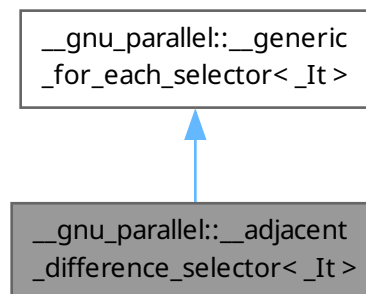 __gnu_parallel::__generic
_for_each_selector< _It >
__gnu_parallel::__adjacent
_difference_selector< _It >